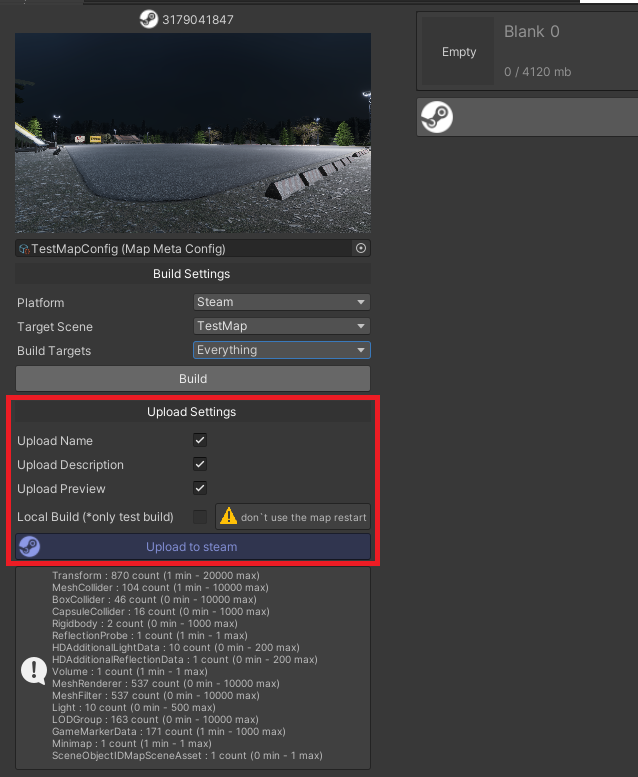 3179041847
TestMapConfig (Map Meta Config)
Build Settings
Platform Steam
Target Scene TestMap
Build Targets Everything
Build
Upload Settings
Upload Name
Upload Description
Upload Preview
Local Build (*only test build) don`t use the map restart
Upload to steam
Transform : 870 count (1 min - 20000 max)
MeshCollider : 104 count (1 min - 10000 max)
BoxCollider : 46 count (0 min - 10000 max)
CapsuleCollider : 16 count (0 min - 1000 max)
Rigidbody : 2 count (0 min - 1000 max)
ReflectionProbe : 1 count (1 min - 1 max)
HDAdditionalLightData : 10 count (0 min - 200 max)
HDAdditionalReflectionData : 1 count (0 min - 200 max)
Volume : 1 count (1 min - 1 max)
MeshRenderer : 537 count (0 min - 10000 max)
MeshFilter : 537 count (0 min - 10000 max)
Light : 10 count (0 min - 500 max)
LODGroup : 163 count (0 min - 10000 max)
GameMarkerData : 171 count (1 min - 1000 max)
Minimap : 1 count (1 min - 1 max)
SceneObjectIDMapSceneAsset : 1 count (0 min - 1 max)
Empty
Blank 0
0 / 4120 mb